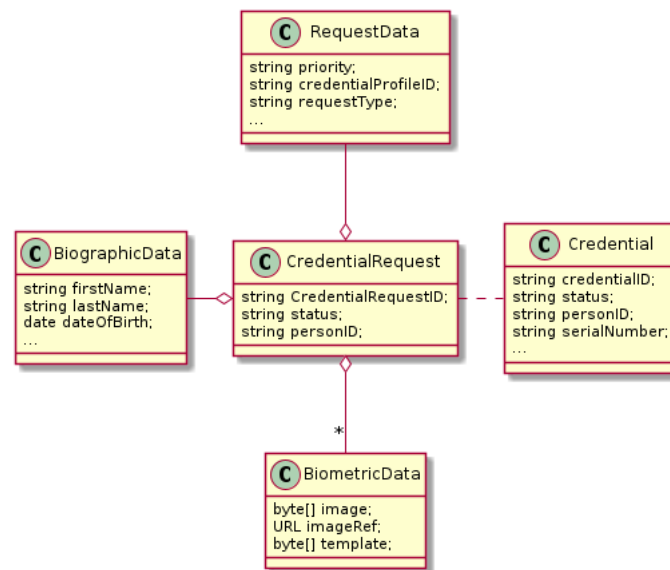 C RequestData
string priority;
string credentialProfileID;
string requestType;
...
C BiographicData
string firstName;
string lastName;
date dateOfBirth;
...
C CredentialRequest
string CredentialRequestID;
string status;
string personID;
C Credential
string credentialID;
string status;
string personID;
string serialNumber;
...
*
C BiometricData
byte[] image;
URL imageRef;
byte[] template;